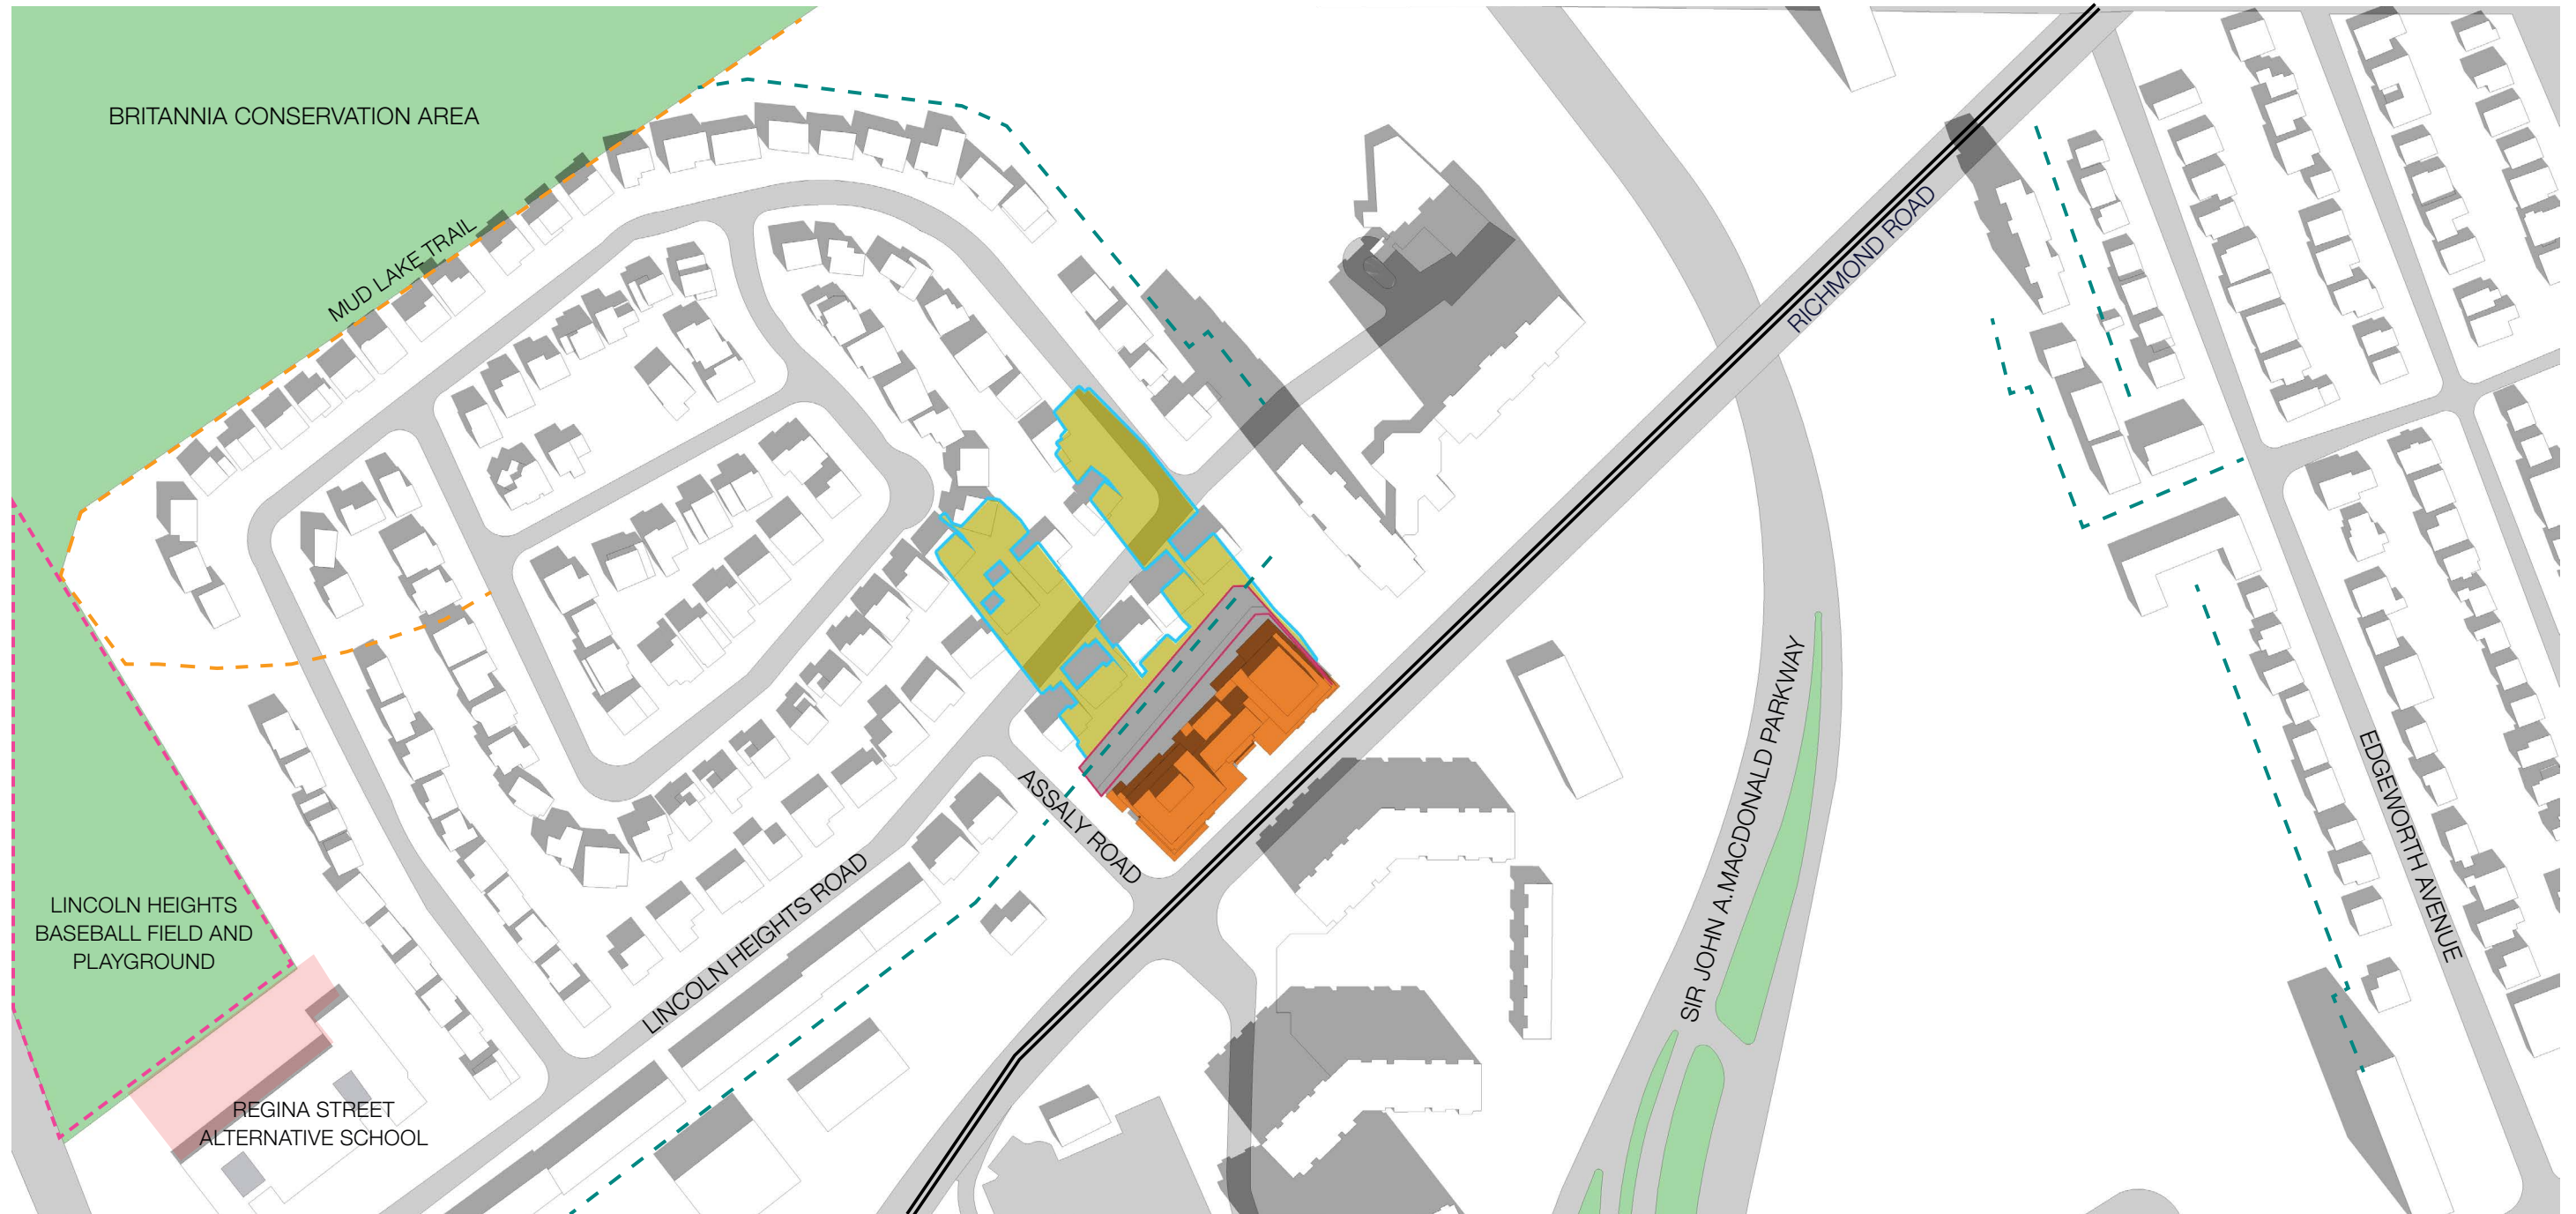 BRITANNIA CONSERVATION AREA
MUD LAKE TRAIL
RICHMOND ROAD
SIR JOHN A.MACDONALD PARKWAY
EDGEWORTH AVENUE
ASSALY ROAD
LINCOLN HEIGHTS ROAD
LINCOLN HEIGHTS
BASEBALL FIELD AND
PLAYGROUND
REGINA STREET
ALTERNATIVE SCHOOL